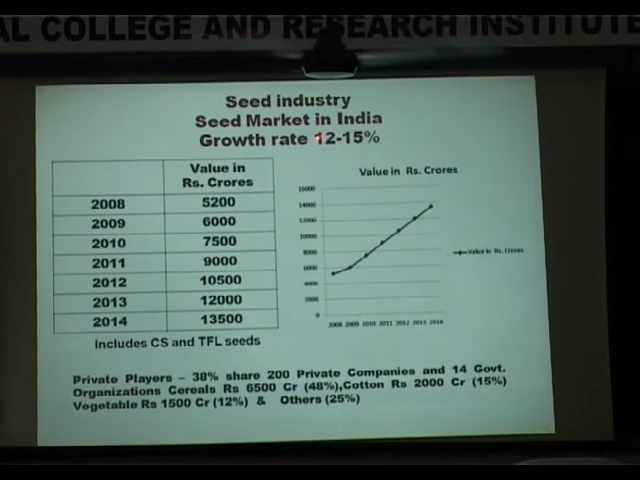 AL COLLEGE AND RESEARCH INSTITUTE
Seed industry
Seed Market in India
Growth rate 12-15%
Value in
Rs. Crores
2008 5200
2009 6000
2010 7500
2011 9000
2012 10500
2013 12000
2014 13500
Includes CS and TFL seeds
Value in Rs. Crores
16000
14000
12000
10000
8000
6000
4000
2000
0
2008 2009 2010 2011 2012 2013 2014
Value in Rs. Crores
Private Players – 38% share 200 Private Companies and 14 Govt.
Organizations Cereals Rs 6500 Cr (48%),Cotton Rs 2000 Cr (15%)
Vegetable Rs 1500 Cr (12%) & Others (25%)